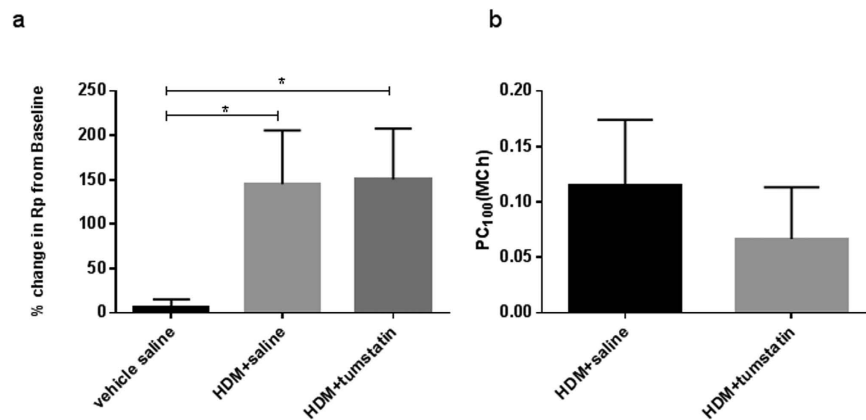 a
b
% change in Rp from Baseline
250
200
150
100
50
0
*
*
vehicle saline
HDM+saline
HDM+tumstatin
PC100(MCh)
0.20
0.15
0.10
0.05
0.00
HDM+saline
HDM+tumstatin